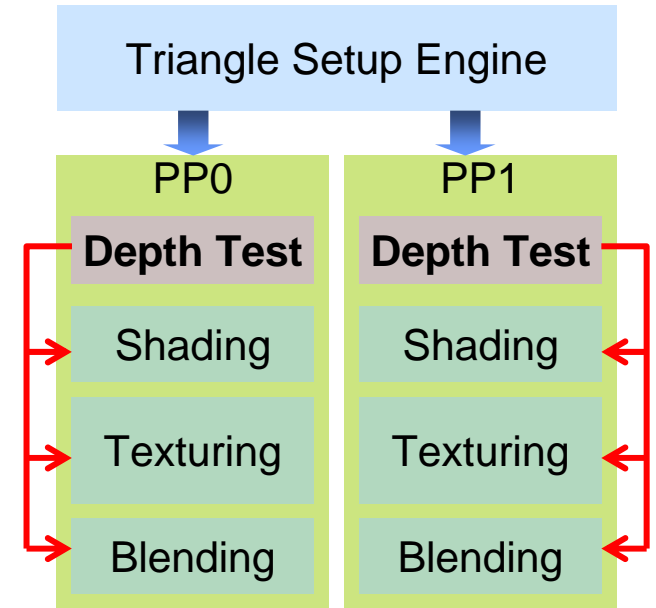 Triangle Setup Engine
PP0
Depth Test
Shading
Texturing
Blending
PP1
Depth Test
Shading
Texturing
Blending